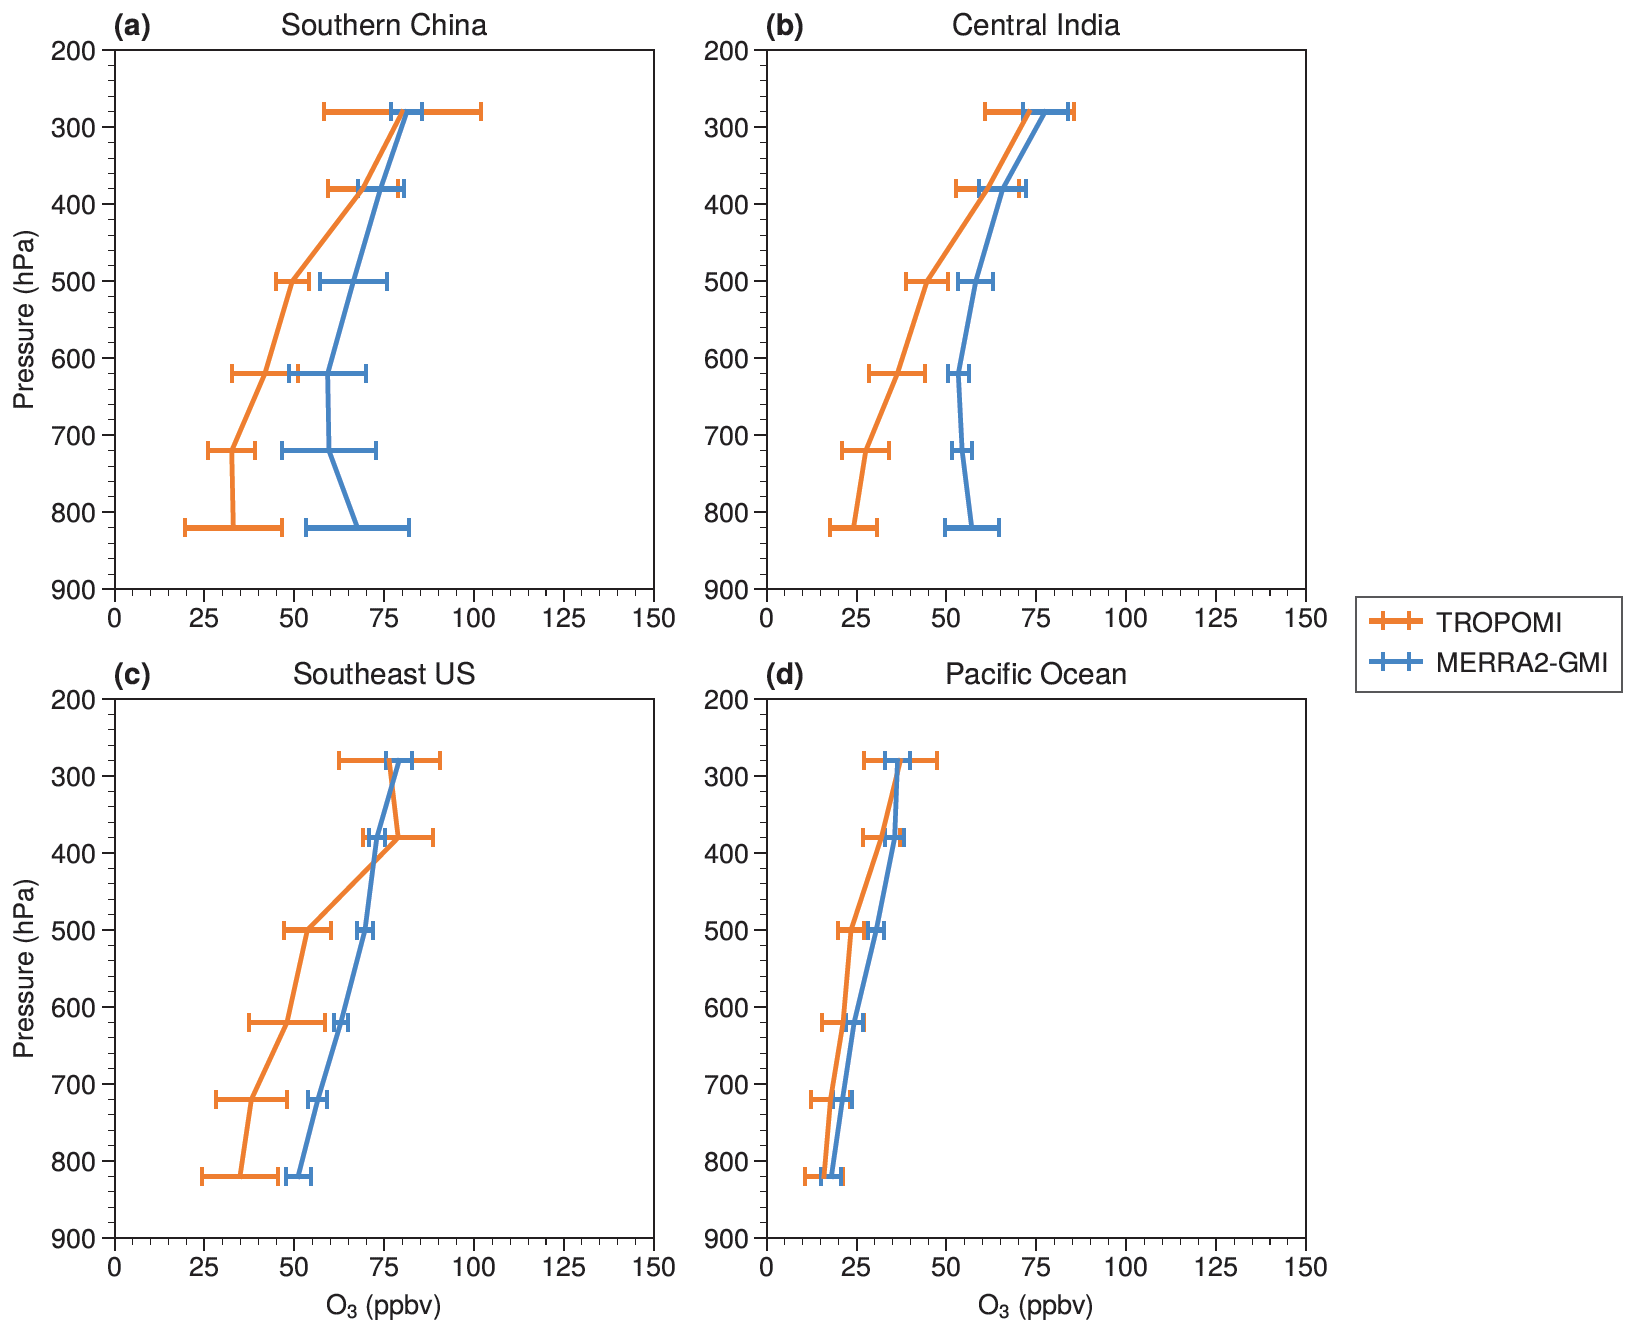 (a) Southern China
200
300
400
500
600
700
800
900
Pressure (hPa)
0 25 50 75 100 125 150
(b) Central India
200
300
400
500
600
700
800
900
0 25 50 75 100 125 150
TROPOMI
MERRA2-GMI
(c) Southeast US
200
300
400
500
600
700
800
900
Pressure (hPa)
0 25 50 75 100 125 150
O₃ (ppbv)
(d) Pacific Ocean
200
300
400
500
600
700
800
900
0 25 50 75 100 125 150
O₃ (ppbv)